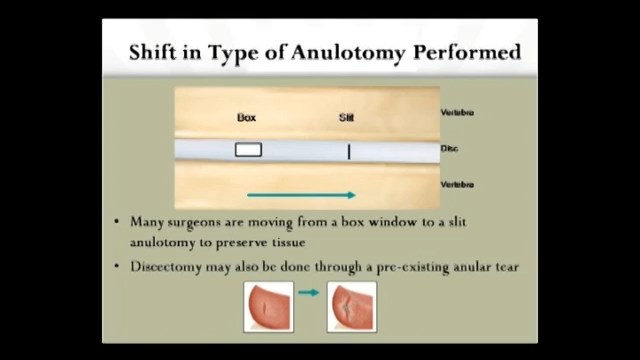 Shift in Type of Anulotomy Performed
Box
Slit
Vertebra
Disc
Vertebra
• Many surgeons are moving from a box window to a slit
anulotomy to preserve tissue
• Discectomy may also be done through a pre-existing anular tear